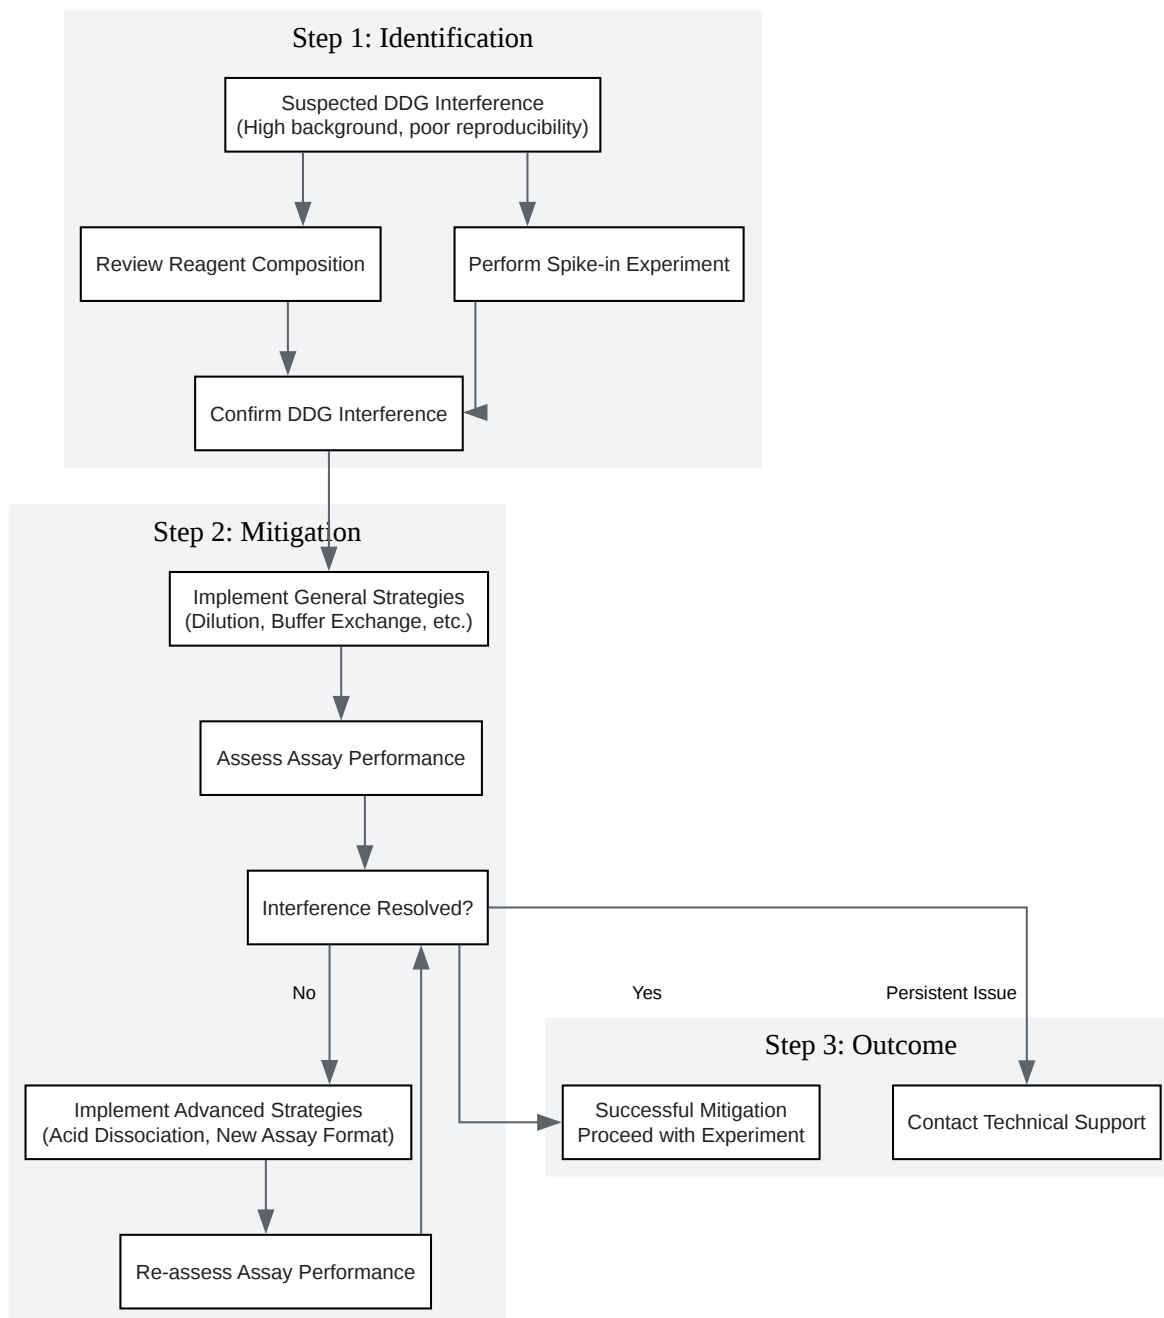 Step 1: Identification
Suspected DDG Interference
(High background, poor reproducibility)
Review Reagent Composition
Perform Spike-in Experiment
Confirm DDG Interference
Step 2: Mitigation
Implement General Strategies
(Dilution, Buffer Exchange, etc.)
Assess Assay Performance
Interference Resolved?
No
Yes
Persistent Issue
Step 3: Outcome
Implement Advanced Strategies
(Acid Dissociation, New Assay Format)
Successful Mitigation
Proceed with Experiment
Contact Technical Support
Re-assess Assay Performance